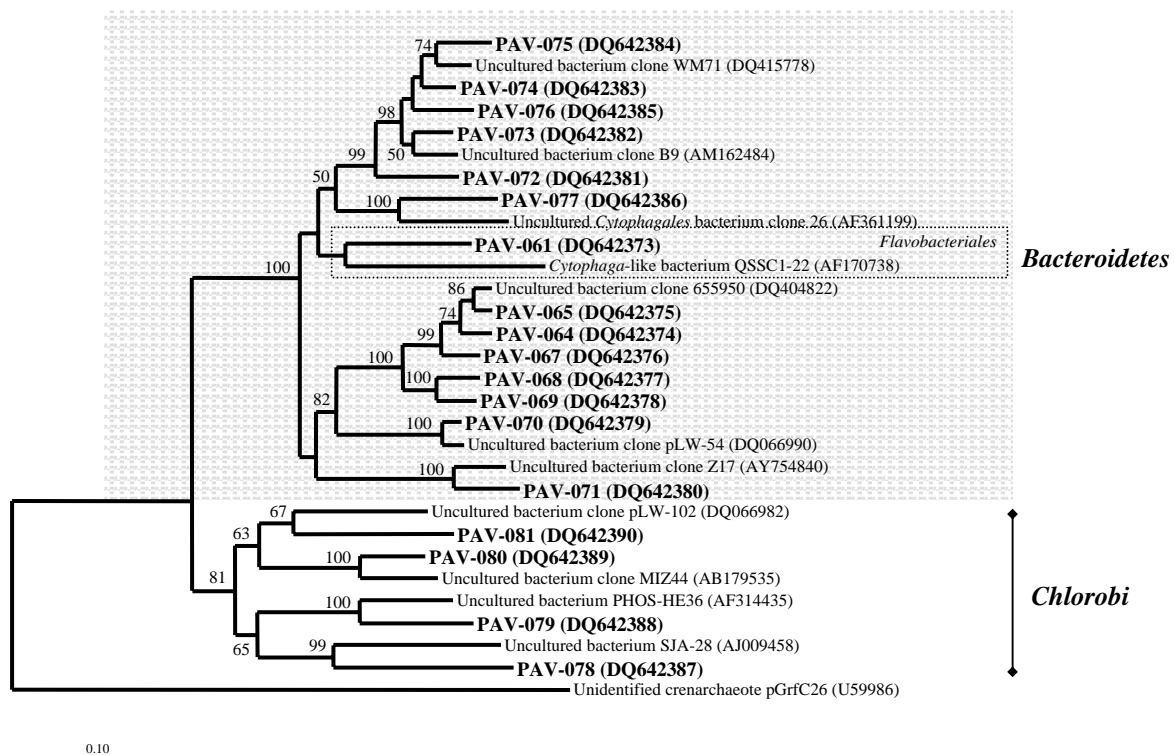 74
PAV-075 (DQ642384)
Uncultured bacterium clone WM71 (DQ415778)
PAV-074 (DQ642383)
98
PAV-076 (DQ642385)
PAV-073 (DQ642382)
99
50
Uncultured bacterium clone B9 (AM162484)
50
PAV-072 (DQ642381)
100
PAV-077 (DQ642386)
Uncultured Cytophagales bacterium clone 26 (AF361199)
PAV-061 (DQ642373)
Flavobacteriales
100
Cytophaga-like bacterium QSSC1-22 (AF170738)
Bacteroidetes
86
Uncultured bacterium clone 655950 (DQ404822)
74
PAV-065 (DQ642375)
99
PAV-064 (DQ642374)
100
PAV-067 (DQ642376)
100
PAV-068 (DQ642377)
82
PAV-069 (DQ642378)
100
PAV-070 (DQ642379)
Uncultured bacterium clone pLW-54 (DQ066990)
100
Uncultured bacterium clone Z17 (AY754840)
PAV-071 (DQ642380)
67
Uncultured bacterium clone pLW-102 (DQ066982)
63
PAV-081 (DQ642390)
100
PAV-080 (DQ642389)
81
Uncultured bacterium clone MIZ44 (AB179535)
100
Uncultured bacterium PHOS-HE36 (AF314435)
Chlorobi
PAV-079 (DQ642388)
65
99
Uncultured bacterium SJA-28 (AJ009458)
PAV-078 (DQ642387)
Unidentified crenarchaeote pGrfC26 (U59986)
0.10